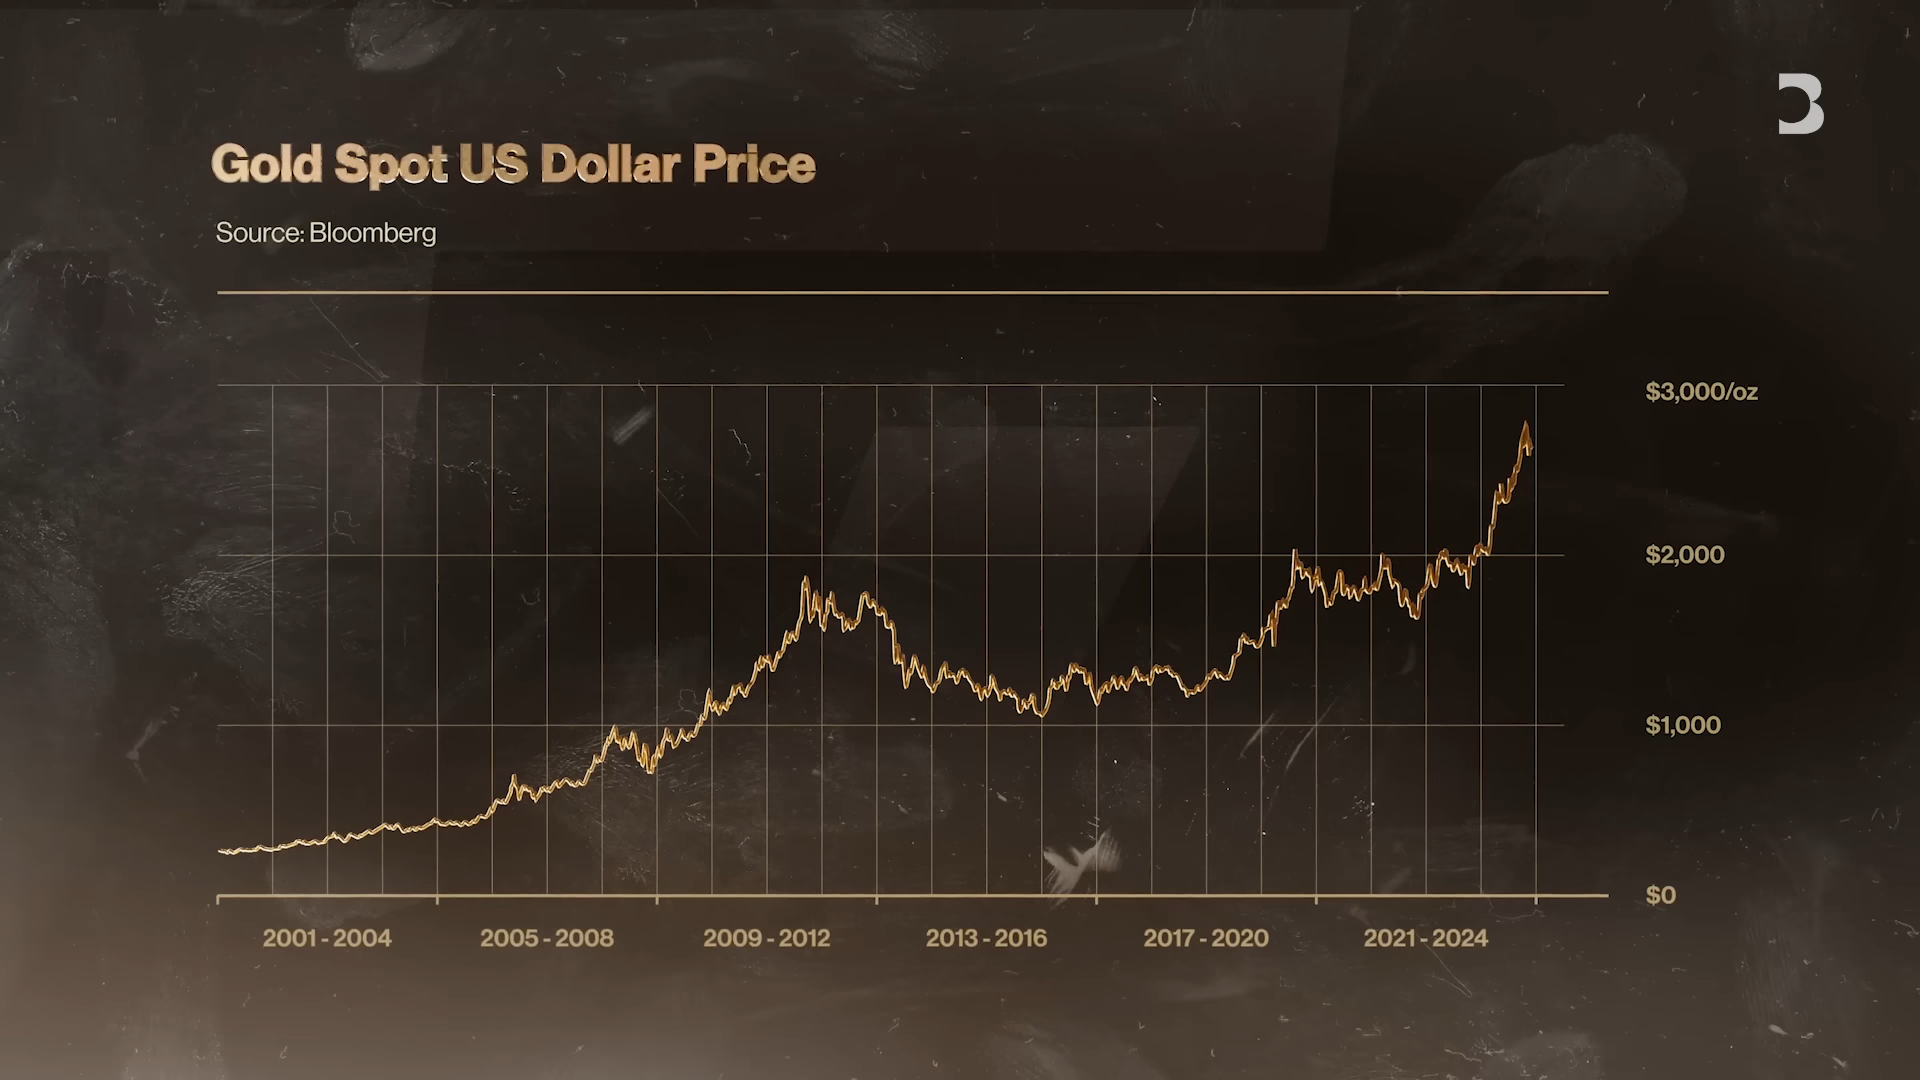 Gold Spot US Dollar Price
Source: Bloomberg
$3,000/oz
$2,000
$1,000
$0
2001 - 2004
2005 - 2008
2009 - 2012
2013 - 2016
2017 - 2020
2021 - 2024